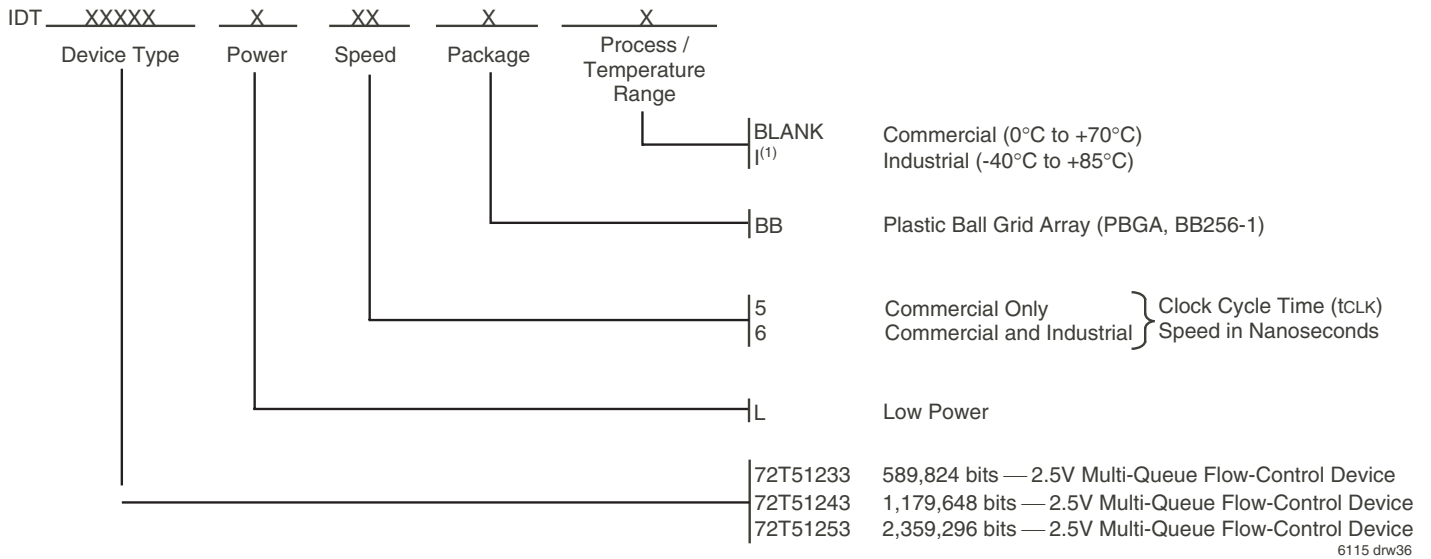 IDT XXXXX X XX X X
Device Type Power Speed Package Process / Temperature Range
BLANK Commercial (0°C to +70°C)
I(1) Industrial (-40°C to +85°C)
BB Plastic Ball Grid Array (PBGA, BB256-1)
5 Commercial Only
6 Commercial and Industrial
Clock Cycle Time (tCLK)
Speed in Nanoseconds
L Low Power
72T51233 589,824 bits — 2.5V Multi-Queue Flow-Control Device
72T51243 1,179,648 bits — 2.5V Multi-Queue Flow-Control Device
72T51253 2,359,296 bits — 2.5V Multi-Queue Flow-Control Device
6115 drw36